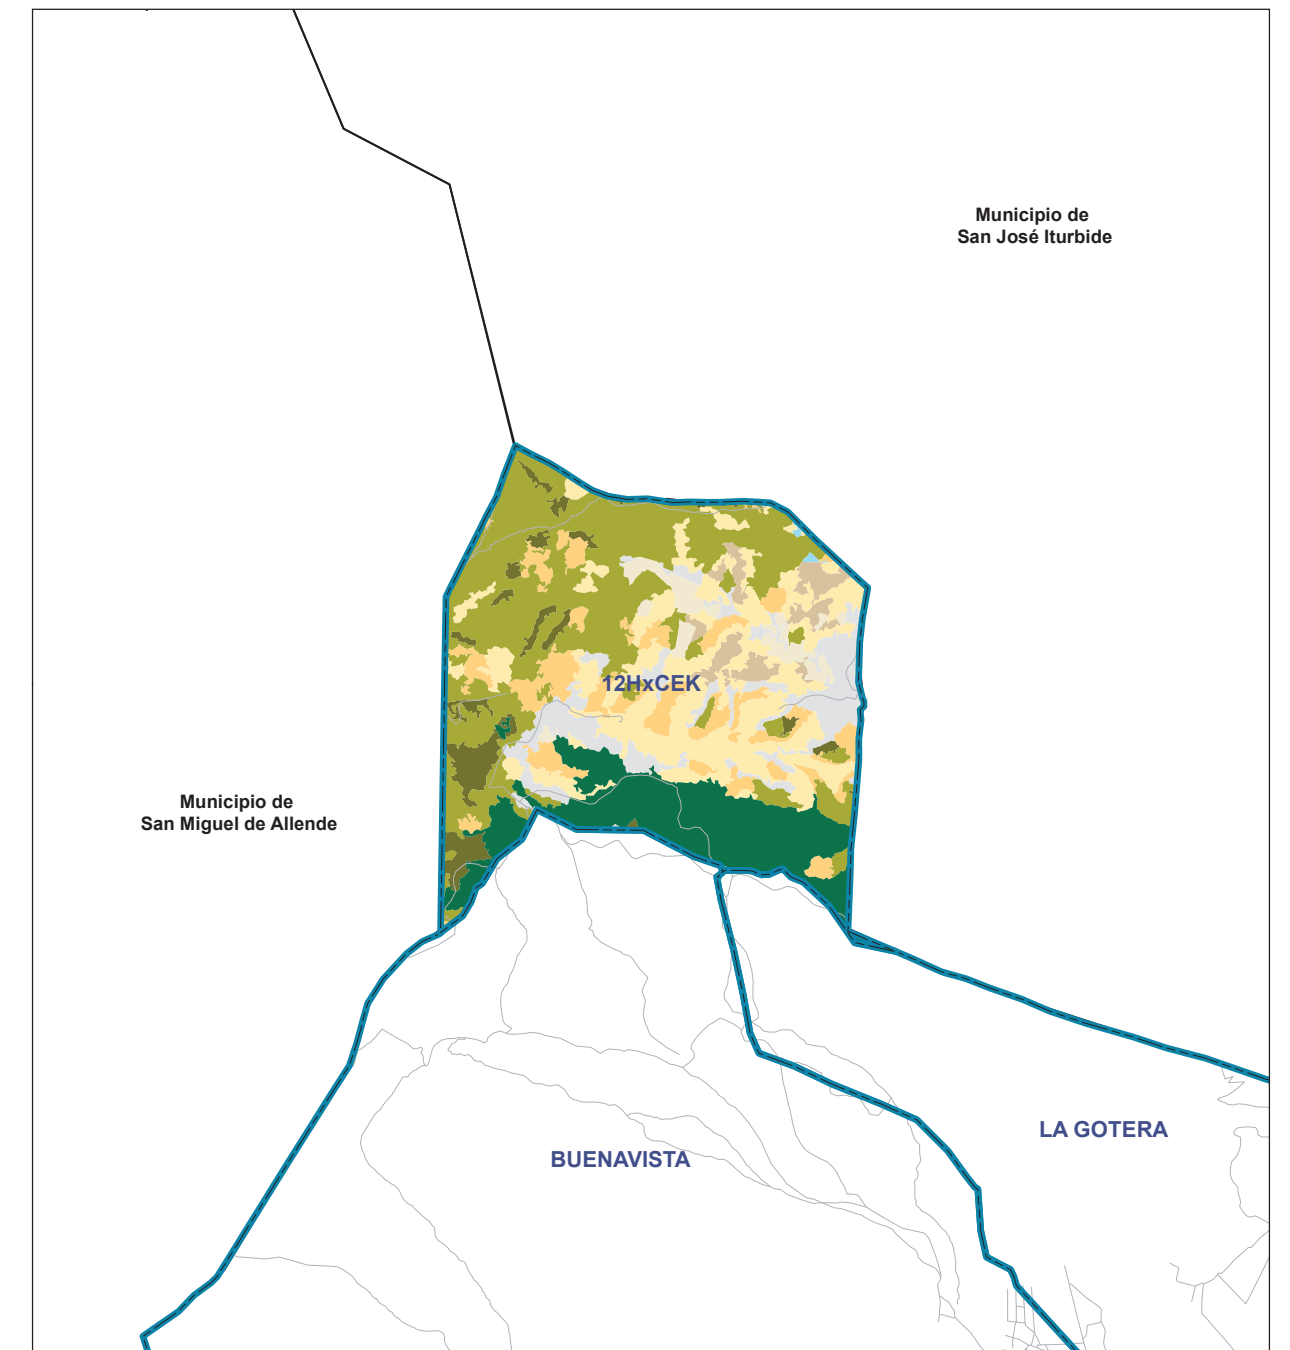 Municipio de
San José Iturbide
12HxCEK
Municipio de
San Miguel de Allende
LA GOTERA
BUENAVISTA